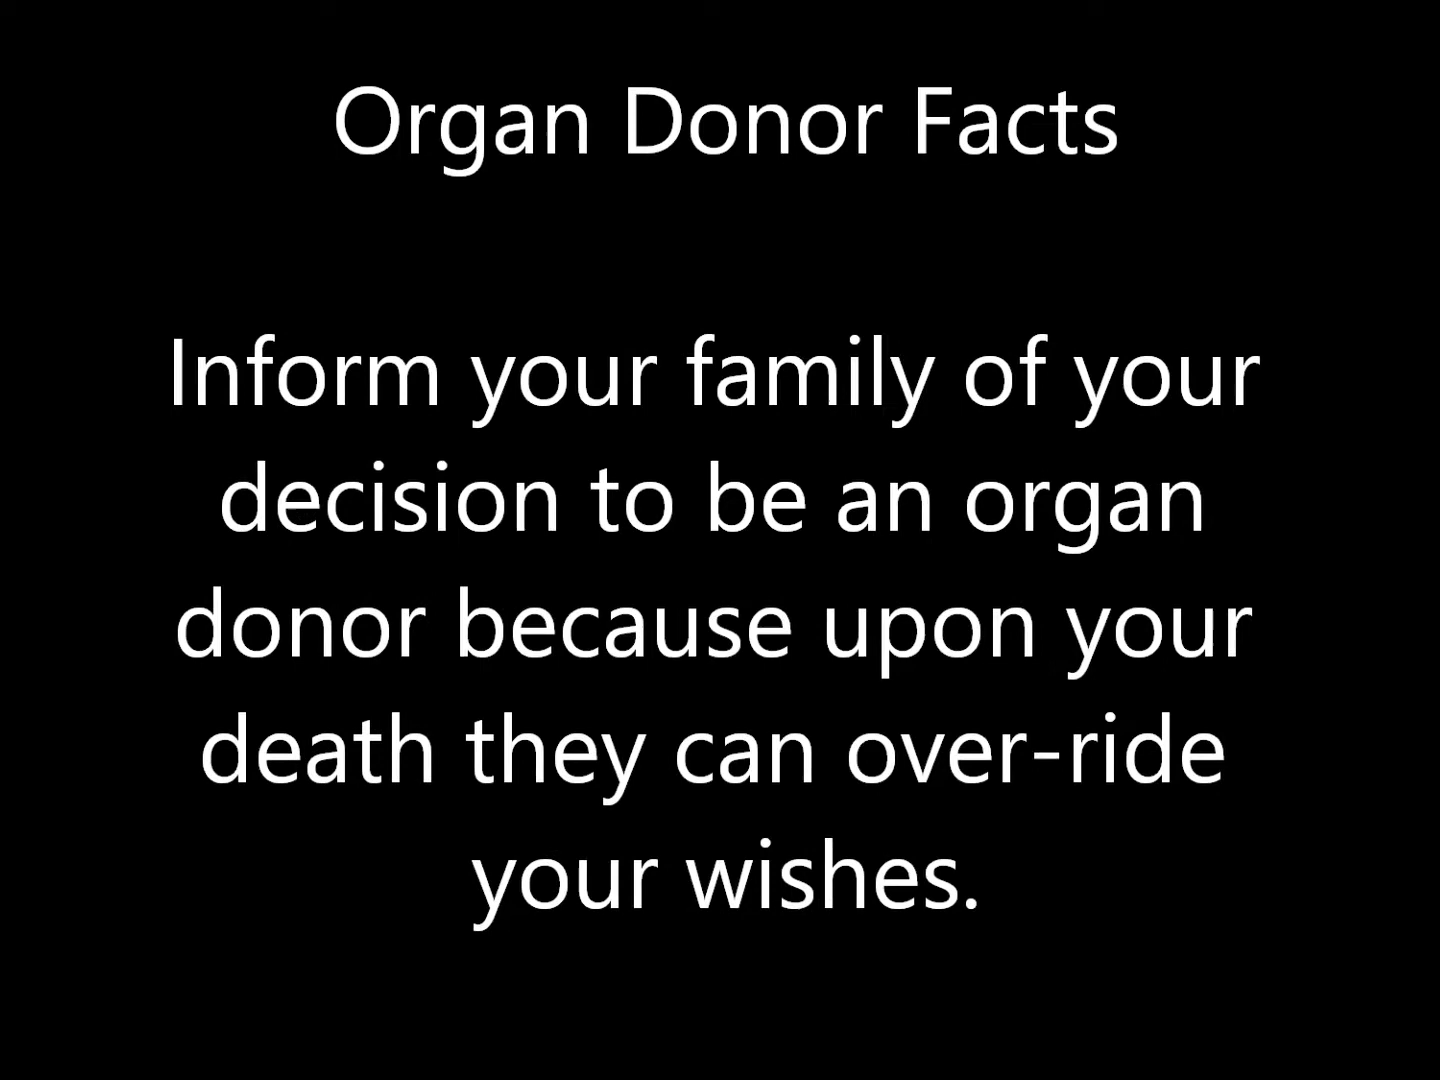 Organ Donor Facts
Inform your family of your
decision to be an organ
donor because upon your
death they can over-ride
your wishes.